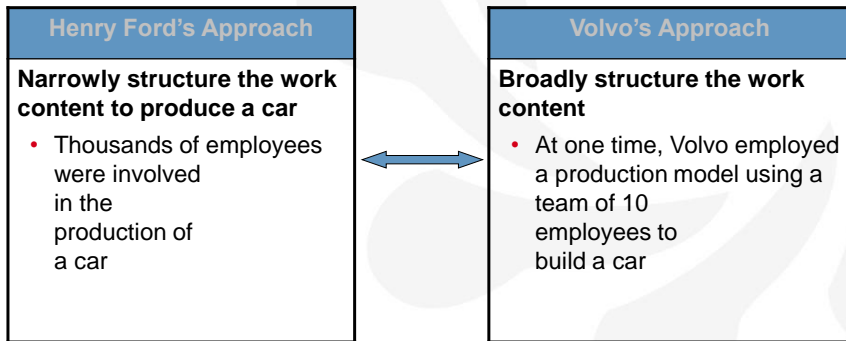 Henry Ford's Approach
Narrowly structure the work
content to produce a car
• Thousands of employees
were involved
in the
production of
a car
Volvo's Approach
Broadly structure the work
content
• At one time, Volvo employed
a production model using a
team of 10
employees to
build a car